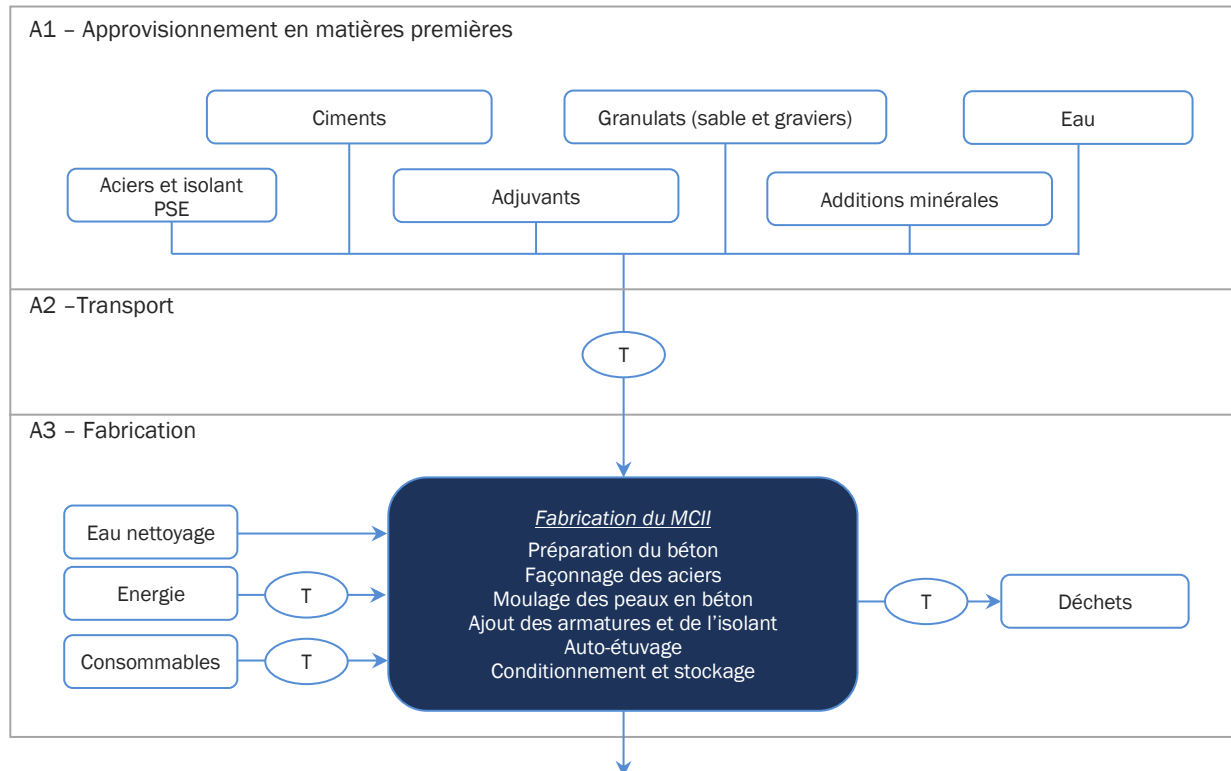 A1 – Approvisionnement en matières premières
Ciments
Granulats (sable et graviers)
Eau
Aciers et isolant
PSE
Adjuvants
Additions minérales
A2 –Transport
T
A3 – Fabrication
Fabrication du MCII
Préparation du béton
Façonnage des aciers
Moulage des peaux en béton
Ajout des armatures et de l'isolant
Auto-étuvage
Conditionnement et stockage
Eau nettoyage
Energie
T
Consommables
T
T
Déchets